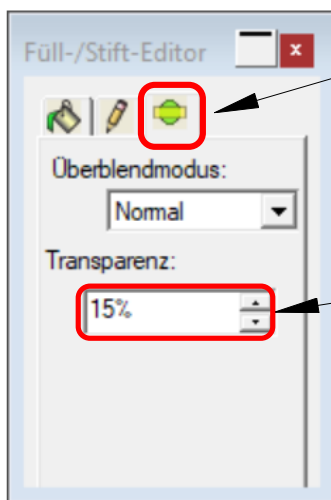 Füll-/Stift-Editor
Überblendmodus:
Normal
Transparenz:
15%